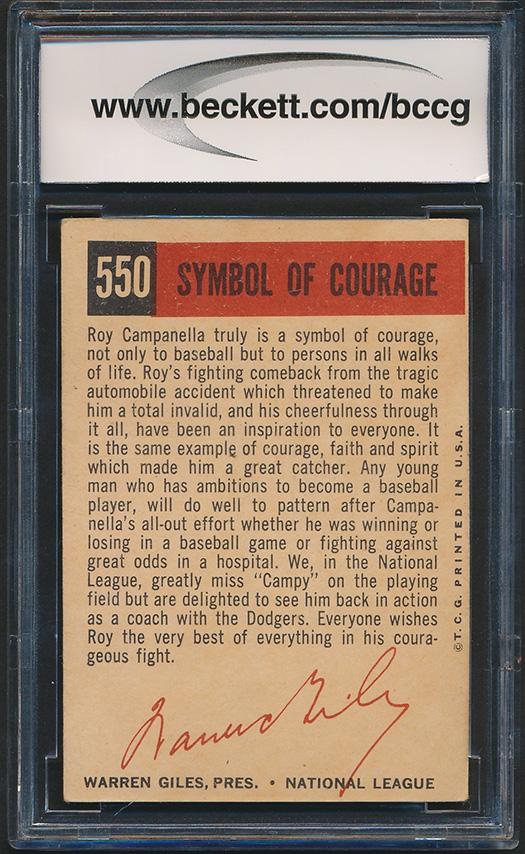 www.beckett.com/bccg
550 SYMBOL OF COURAGE
Roy Campanella truly is a symbol of courage,
not only to baseball but to persons in all walks
of life. Roy's fighting comeback from the tragic
automobile accident which threatened to make
him a total invalid, and his cheerfulness through
it all, have been an inspiration to everyone. It
is the same example of courage, faith and spirit
which made him a great catcher. Any young
man who has ambitions to become a baseball
player, will do well to pattern after Campa-
nella's all-out effort whether he was winning or
losing in a baseball game or fighting against
great odds in a hospital. We, in the National
League, greatly miss "Campy" on the playing
field but are delighted to see him back in action
as a coach with the Dodgers. Everyone wishes
Roy the very best of everything in his coura-
geous fight.
©T.C.G. PRINTED IN U.S.A.
Warren Giles
WARREN GILES, PRES. • NATIONAL LEAGUE